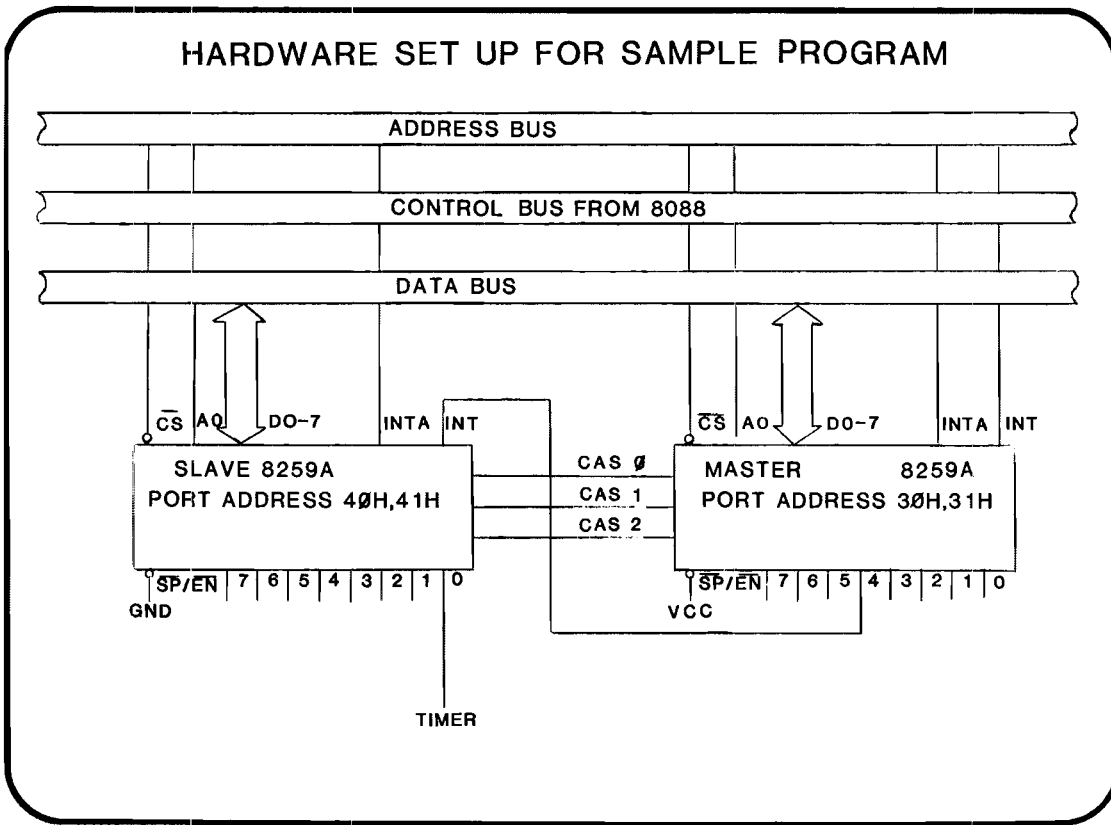 HARDWARE SET UP FOR SAMPLE PROGRAM
ADDRESS BUS
CONTROL BUS FROM 8088
DATA BUS
CS A0 D0-7 INTA INT
CS A0 D0-7 INTA INT
SLAVE 8259A
PORT ADDRESS 40H,41H
CAS 0
CAS 1
CAS 2
MASTER 8259A
PORT ADDRESS 30H,31H
SP/EN 7 6 5 4 3 2 1 0
GND
SP/EN 7 6 5 4 3 2 1 0
VCC
TIMER